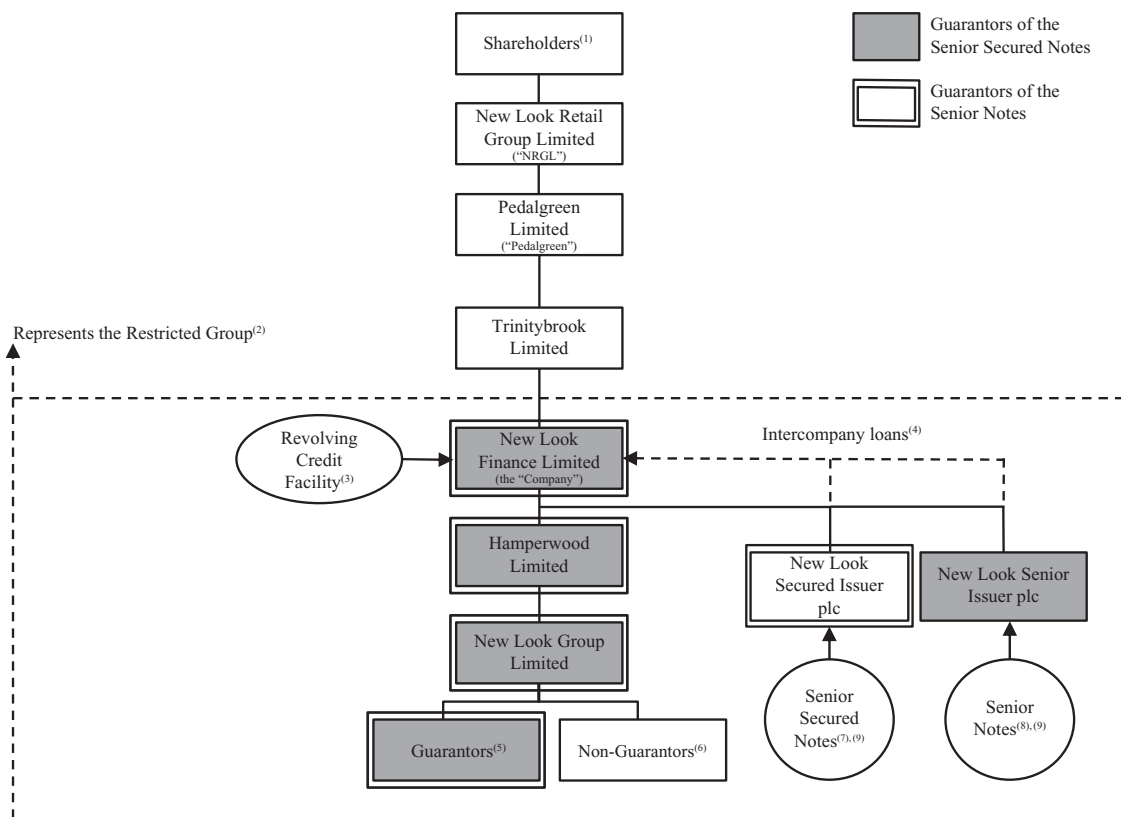 Shareholders(1)
Guarantors of the
Senior Secured Notes
Guarantors of the
Senior Notes
New Look Retail
Group Limited
(“NRGL”)
Pedalgreen
Limited
(“Pedalgreen”)
Trinitybrook
Limited
Represents the Restricted Group(2)
Revolving
Credit
Facility(3)
New Look
Finance Limited
(the “Company”)
Intercompany loans(4)
Hamperwood
Limited
New Look
Secured Issuer
plc
New Look Senior
Issuer plc
New Look Group
Limited
Senior
Secured
Notes(7),(9)
Senior
Notes(8),(9)
Guarantors(5)
Non-Guarantors(6)